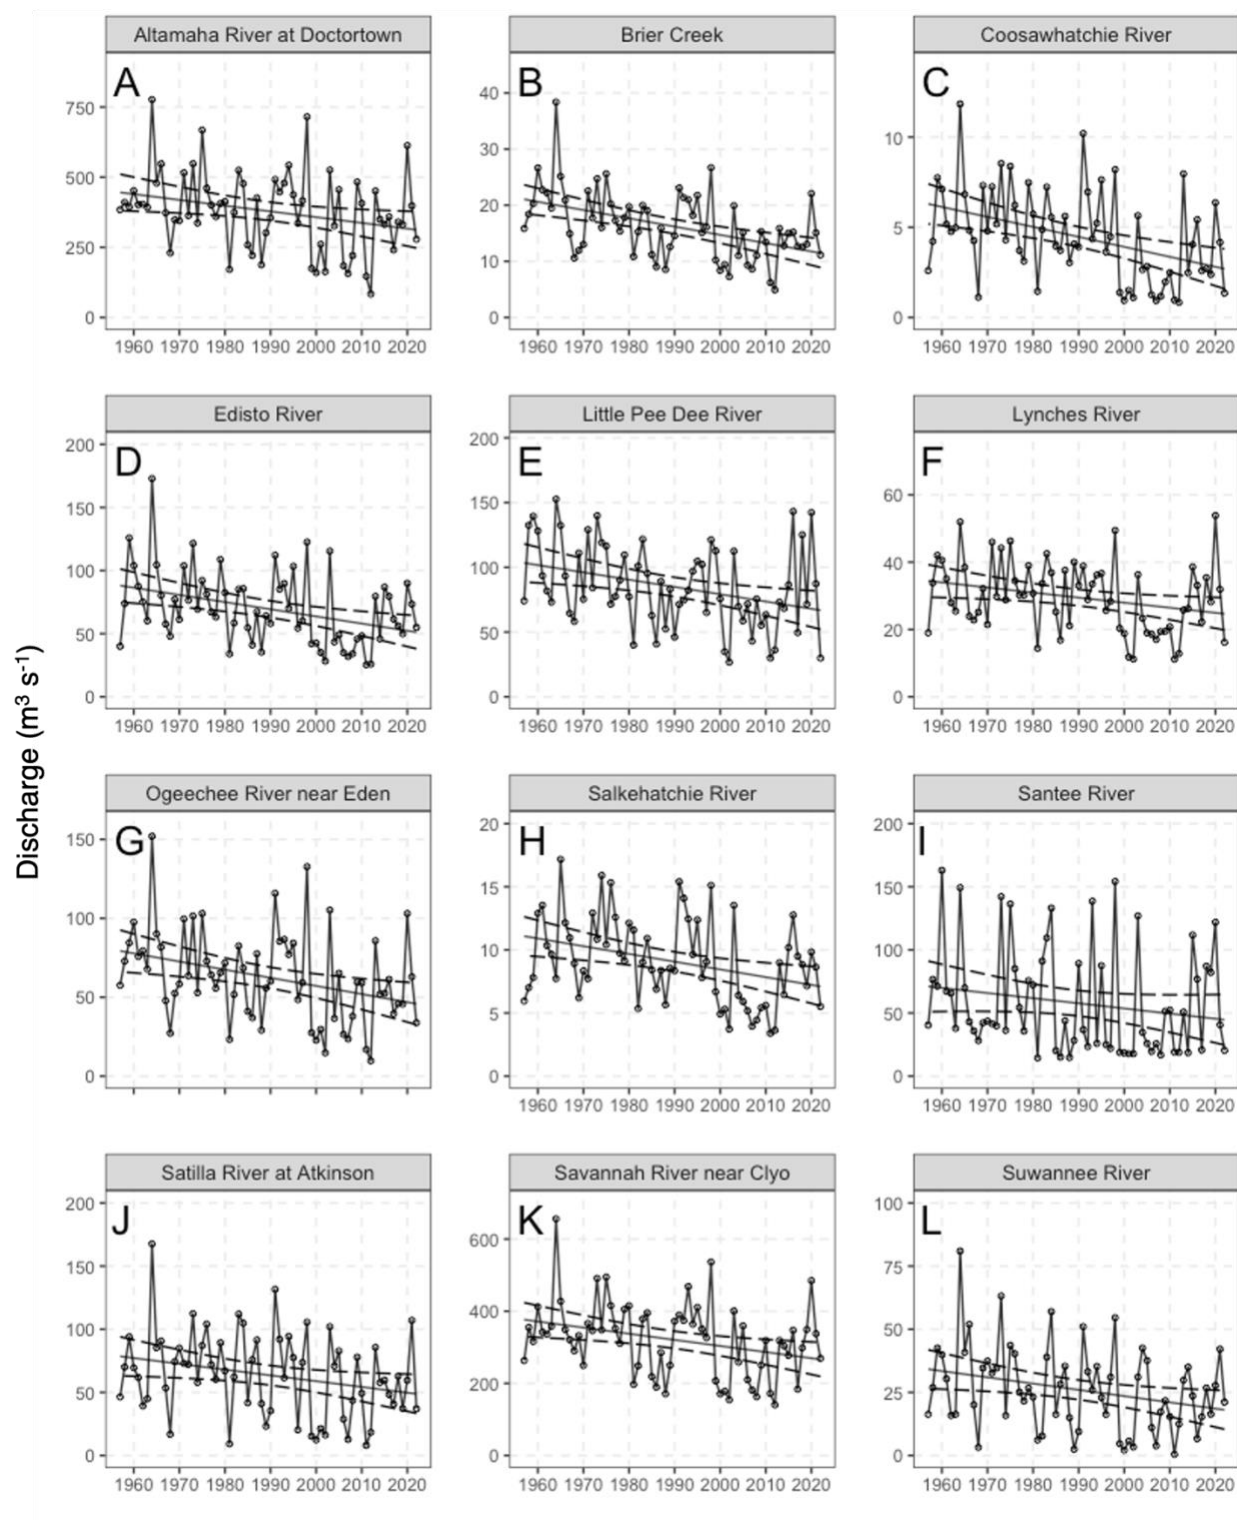 Altamaha River at Doctortown Brier Creek Coosawhatchie River
A B C
750 40 10
500 30 5
250 20 0
0 10
0
1960 1970 1980 1990 2000 2010 2020 1960 1970 1980 1990 2000 2010 2020 1960 1970 1980 1990 2000 2010 2020
Edisto River Little Pee Dee River Lynches River
D E F
200 200 60
150 150 40
100 100 20
50 50 0
0 0
1960 1970 1980 1990 2000 2010 2020 1960 1970 1980 1990 2000 2010 2020 1960 1970 1980 1990 2000 2010 2020
Discharge (m³ s⁻¹)
Ogeechee River near Eden Salkehatchie River Santee River
G H I
150 20 200
100 15 150
50 10 100
0 5 50
0 0
1960 1970 1980 1990 2000 2010 2020 1960 1970 1980 1990 2000 2010 2020 1960 1970 1980 1990 2000 2010 2020
Satilla River at Atkinson Savannah River near Clyo Suwannee River
J K L
200 600 100
150 400 75
100 200 50
50 0 25
0 0
1960 1970 1980 1990 2000 2010 2020 1960 1970 1980 1990 2000 2010 2020 1960 1970 1980 1990 2000 2010 2020